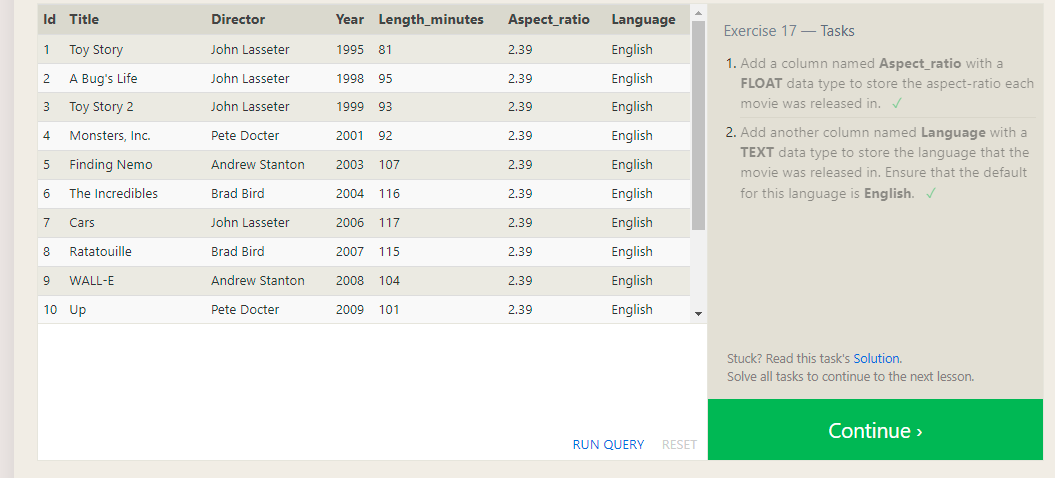 Id Title Director Year Length_minutes Aspect_ratio Language
1 Toy Story John Lasseter 1995 81 2.39 English
2 A Bug's Life John Lasseter 1998 95 2.39 English
3 Toy Story 2 John Lasseter 1999 93 2.39 English
4 Monsters, Inc. Pete Docter 2001 92 2.39 English
5 Finding Nemo Andrew Stanton 2003 107 2.39 English
6 The Incredibles Brad Bird 2004 116 2.39 English
7 Cars John Lasseter 2006 117 2.39 English
8 Ratatouille Brad Bird 2007 115 2.39 English
9 WALL-E Andrew Stanton 2008 104 2.39 English
10 Up Pete Docter 2009 101 2.39 English
RUN QUERY RESET
Exercise 17 — Tasks
1. Add a column named Aspect_ratio with a
FLOAT data type to store the aspect-ratio each
movie was released in. ✓
2. Add another column named Language with a
TEXT data type to store the language that the
movie was released in. Ensure that the default
for this language is English. ✓
Stuck? Read this task's Solution.
Solve all tasks to continue to the next lesson.
Continue ›